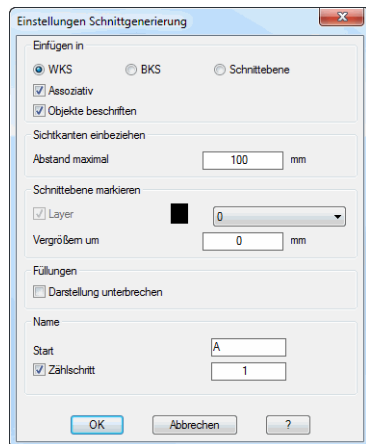 Einstellungen Schnittgenerierung
Einfügen in
WKS BKS Schnittebene
Assoziativ
Objekte beschriften
Sichtkanten einbeziehen
Abstand maximal 100 mm
Schnittebene markieren
Layer 0
Vergrößern um 0 mm
Füllungen
Darstellung unterbrechen
Name
Start A
Zählschritt 1
OK Abbrechen ?